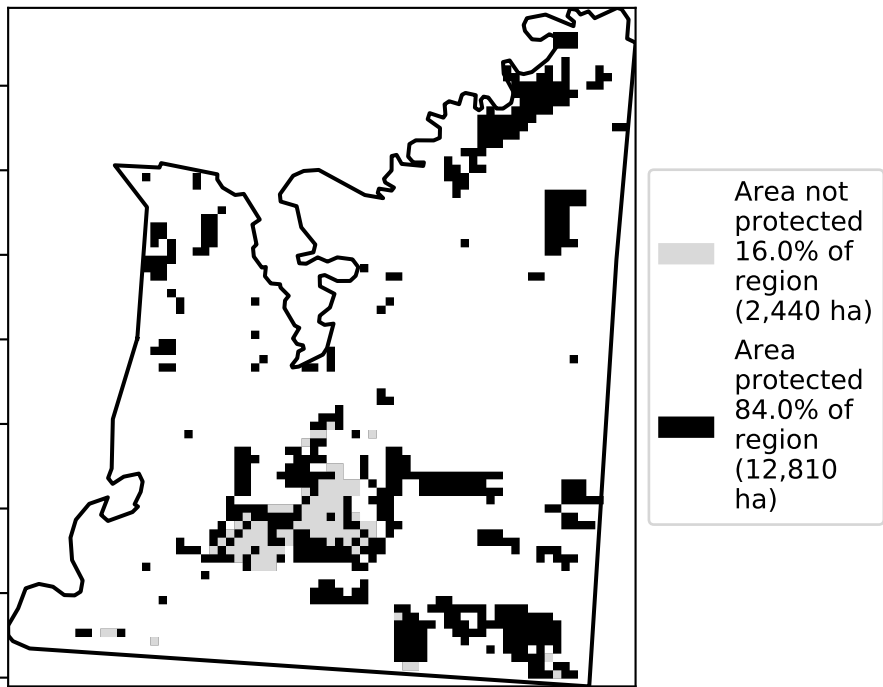 Area not
protected
16.0% of
region
(2,440 ha)
Area
protected
84.0% of
region
(12,810
ha)